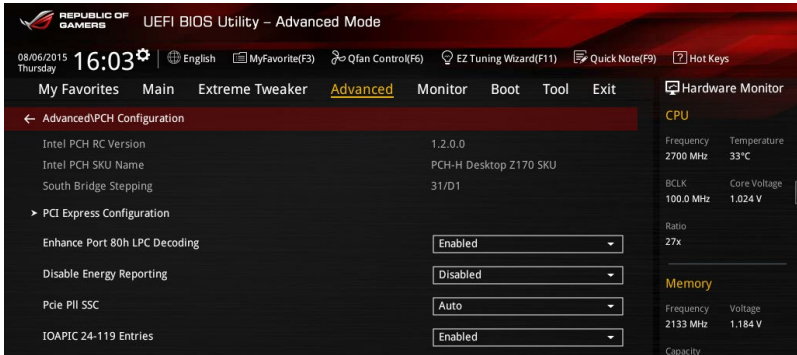 REPUBLIC OF
GAMERS
UEFI BIOS Utility – Advanced Mode
08/06/2015
Thursday
16:03
English
MyFavorite(F3)
Qfan Control(F6)
EZ Tuning Wizard(F11)
Quick Note(F9)
? Hot Keys
My Favorites Main Extreme Tweaker Advanced Monitor Boot Tool Exit
← Advanced\PCH Configuration
Intel PCH RC Version 1.2.0.0
Intel PCH SKU Name PCH-H Desktop Z170 SKU
South Bridge Stepping 31/D1
PCI Express Configuration
Enhance Port 80h LPC Decoding Enabled
Disable Energy Reporting Disabled
Pcie Pll SSC Auto
IOAPIC 24-119 Entries Enabled
Hardware Monitor
CPU
Frequency Temperature
2700 MHz 33°C
BCLK Core Voltage
100.0 MHz 1.024 V
Ratio
27x
Memory
Frequency Voltage
2133 MHz 1.184 V
Capacity